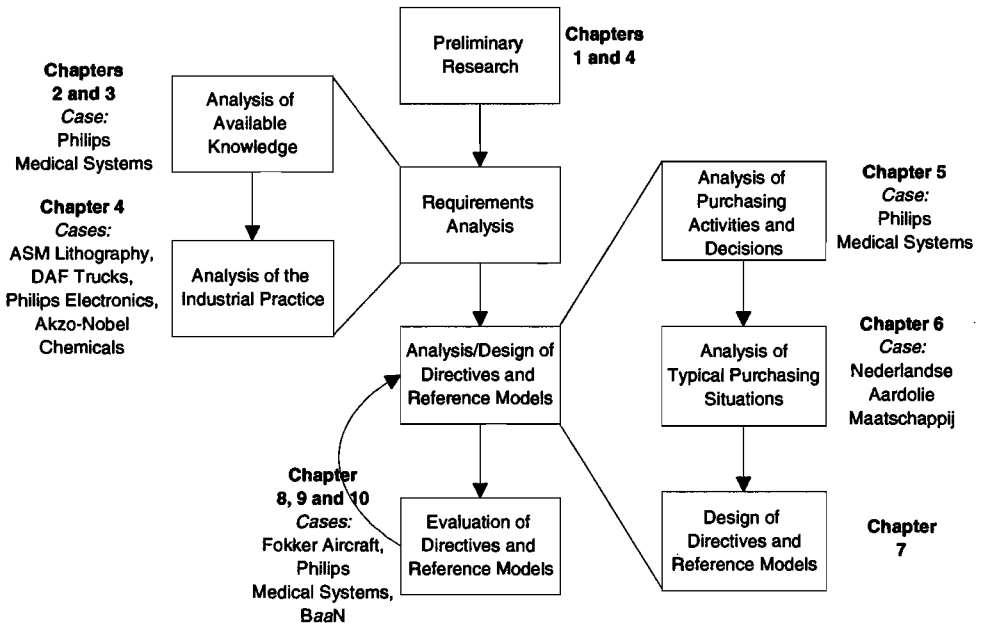 Preliminary
Research
Chapters
1 and 4
Chapters
2 and 3
Case:
Philips
Medical Systems
Analysis of
Available
Knowledge
Chapter 4
Cases:
ASM Lithography,
DAF Trucks,
Philips Electronics,
Akzo-Nobel
Chemicals
Analysis of the
Industrial Practice
Requirements
Analysis
Analysis/Design of
Directives and
Reference Models
Chapter
8, 9 and 10
Cases:
Fokker Aircraft,
Philips
Medical Systems,
BaaN
Evaluation of
Directives and
Reference Models
Analysis of
Purchasing
Activities and
Decisions
Chapter 5
Case:
Philips
Medical Systems
Analysis of
Typical Purchasing
Situations
Chapter 6
Case:
Nederlandse
Aardolie
Maatschappij
Design of
Directives and
Reference Models
Chapter
7